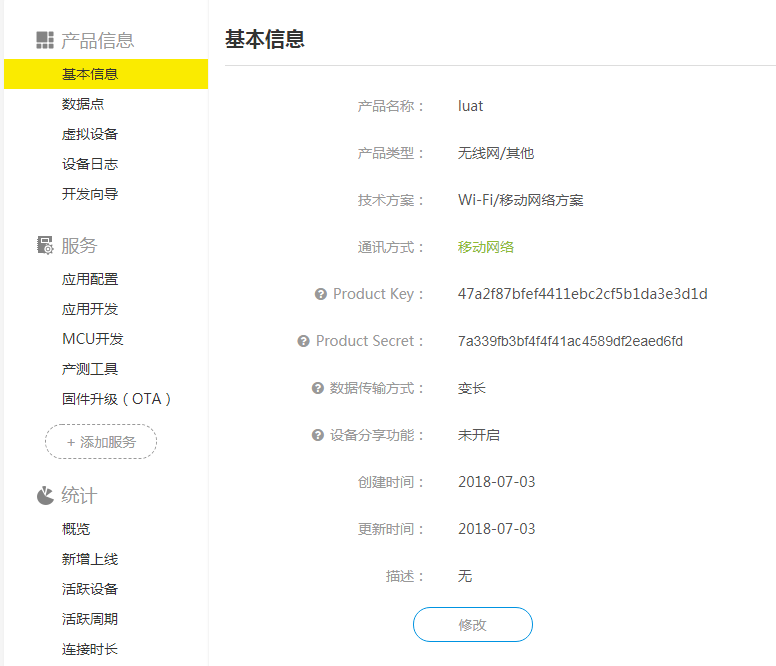 产品信息
基本信息
数据点
虚拟设备
设备日志
开发向导
服务
应用配置
应用开发
MCU开发
产测工具
固件升级（OTA）
+ 添加服务
统计
概览
新增上线
活跃设备
活跃周期
连接时长
基本信息
产品名称： luat
产品类型： 无线网/其他
技术方案： Wi-Fi/移动网络方案
通讯方式： 移动网络
Product Key： 47a2f87bfef4411ebc2cf5b1da3e3d1d
Product Secret： 7a339fb3bf4f4f41ac4589df2eaed6fd
数据传输方式： 变长
设备分享功能： 未开启
创建时间： 2018-07-03
更新时间： 2018-07-03
描述： 无
修改